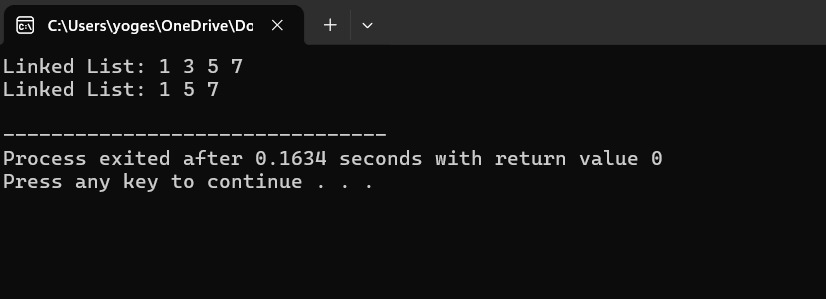 C:\Users\yoges\OneDrive\Do
Linked List: 1 3 5 7
Linked List: 1 5 7
--------------------------------
Process exited after 0.1634 seconds with return value 0
Press any key to continue . . .